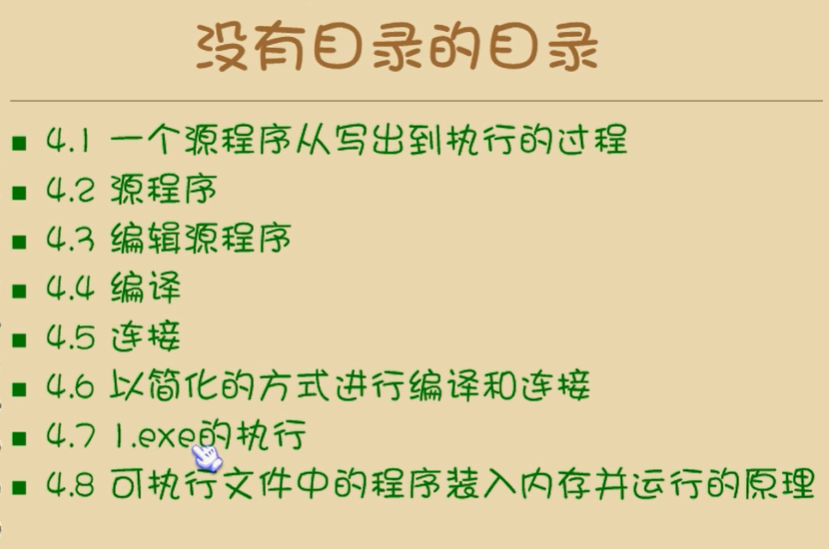 没有目录的目录
4.1 一个源程序从写出到执行的过程
4.2 源程序
4.3 编辑源程序
4.4 编译
4.5 连接
4.6 以简化的方式进行编译和连接
4.7 1.exe的执行
4.8 可执行文件中的程序装入内存并运行的原理